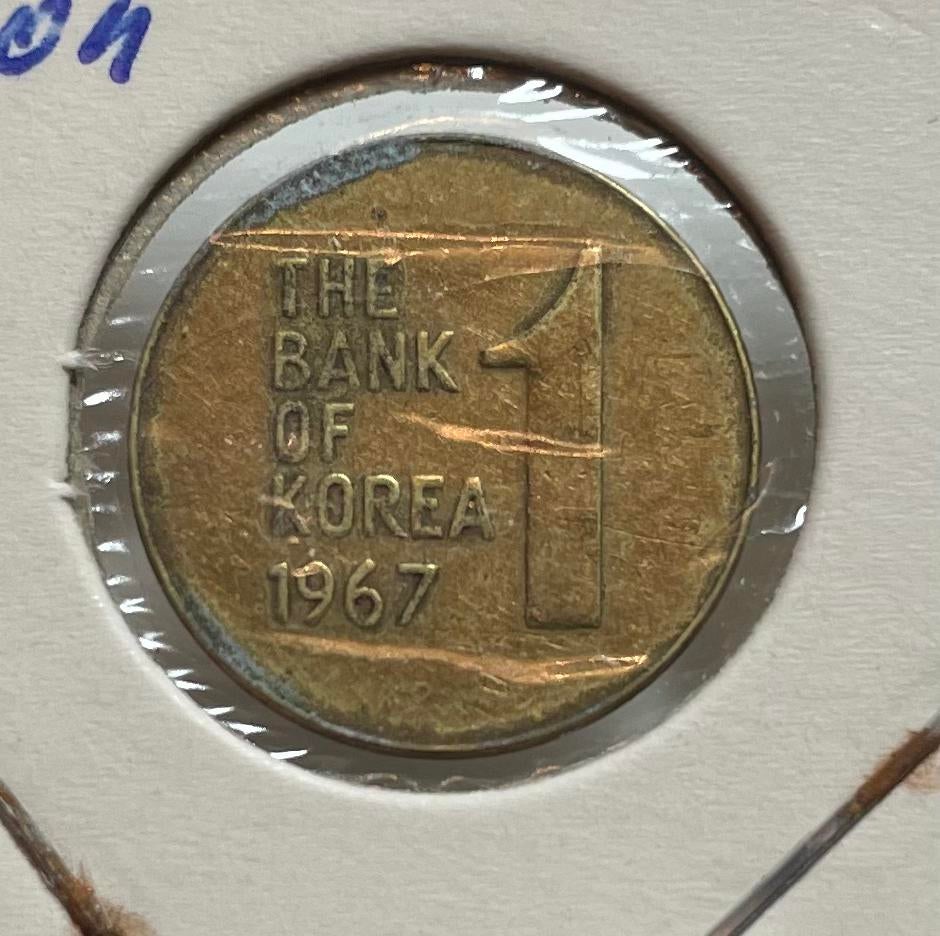 THE
BANK
OF
KOREA
1967
1